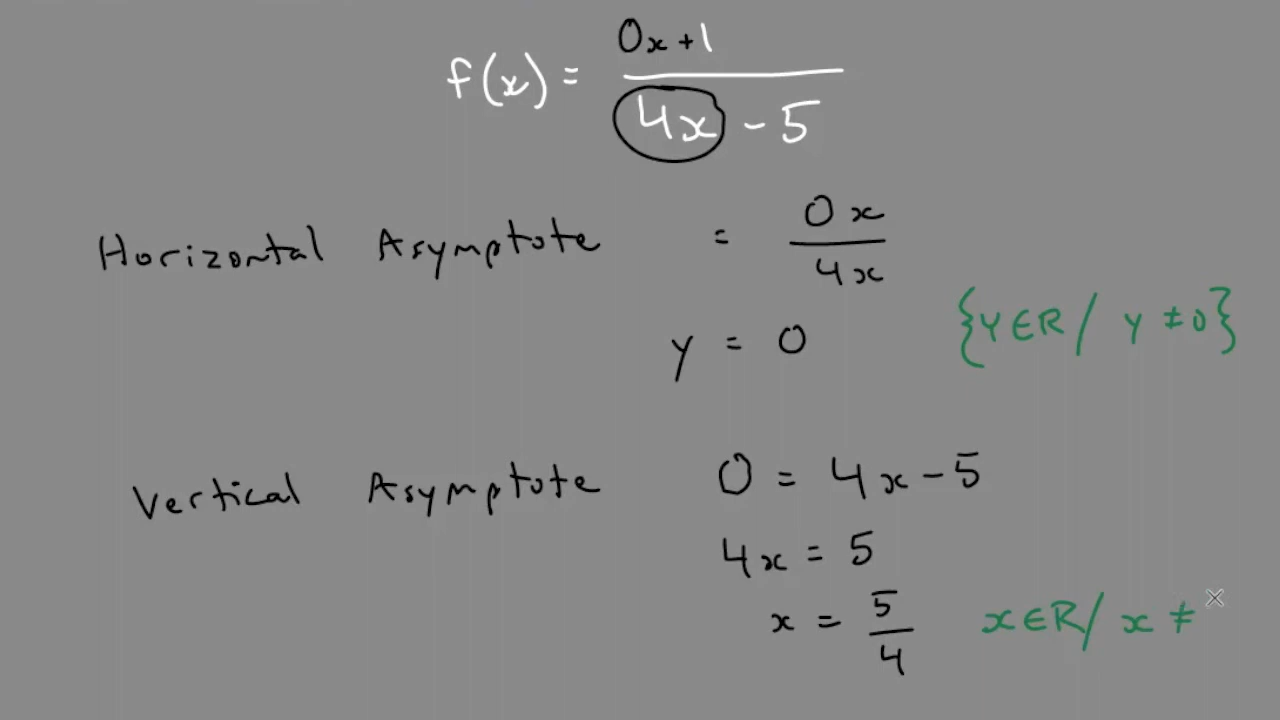 f(x) = 0x+1 / 4x - 5
Horizontal Asymptote = 0x / 4x
y = 0 {Y∈R / Y ≠ 0}
Vertical Asymptote 0 = 4x - 5
4x = 5
x = 5/4 x∈R / x ≠